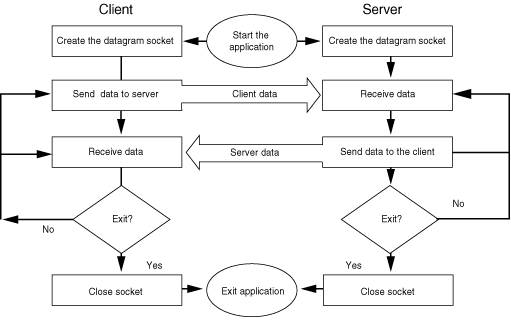 Client
Server
Start the
application
Create the datagram socket
Create the datagram socket
Send data to server
Client data
Receive data
Receive data
Server data
Send data to the client
Exit?
Exit?
No
No
Yes
Yes
Close socket
Exit application
Close socket